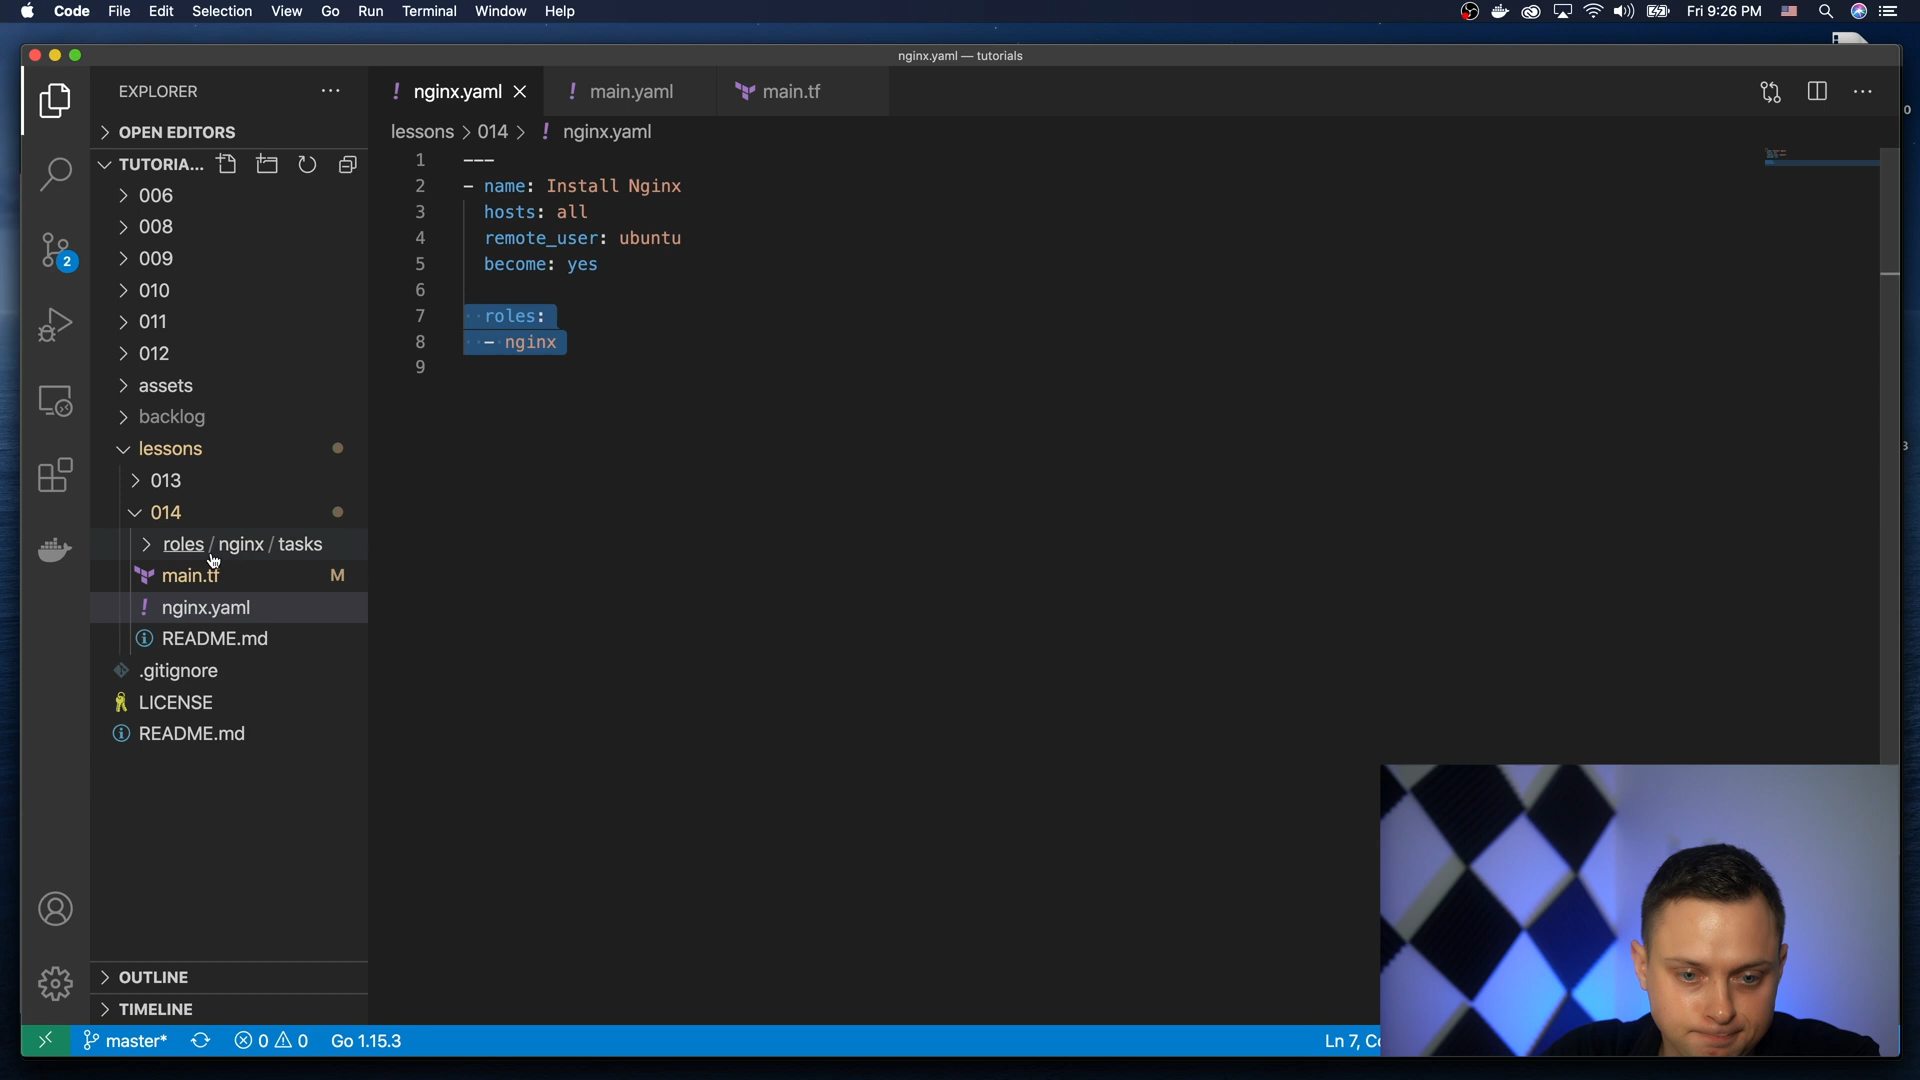 Code File Edit Selection View Go Run Terminal Window Help
Fri 9:26 PM
nginx.yaml — tutorials
EXPLORER
OPEN EDITORS
TUTORIA...
006
008
009
010
011
012
assets
backlog
lessons
013
014
roles / nginx / tasks
main.tf M
nginx.yaml
README.md
.gitignore
LICENSE
README.md
OUTLINE
TIMELINE
2
! nginx.yaml
! main.yaml
main.tf
lessons > 014 > ! nginx.yaml
1 ---
2 - name: Install Nginx
3 hosts: all
4 remote_user: ubuntu
5 become: yes
6
7 roles:
8 - nginx
9
master* 0 0 Go 1.15.3
Ln 7,